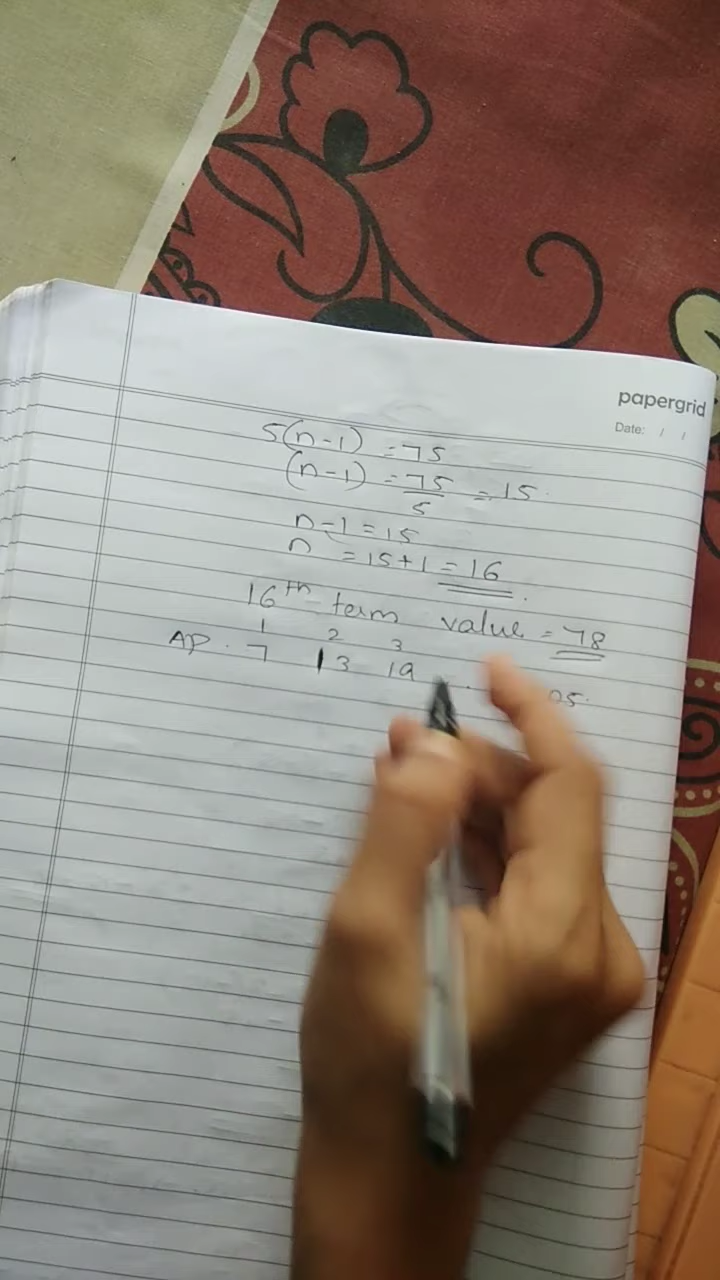 papergrid
Date: / /
5(n-1) = 75
(n-1) = 75/5 = 15.
n-1 = 15
n = 15+1 = 16.
16th term value = 78
1 2 3
AP. 7 13 19 . .